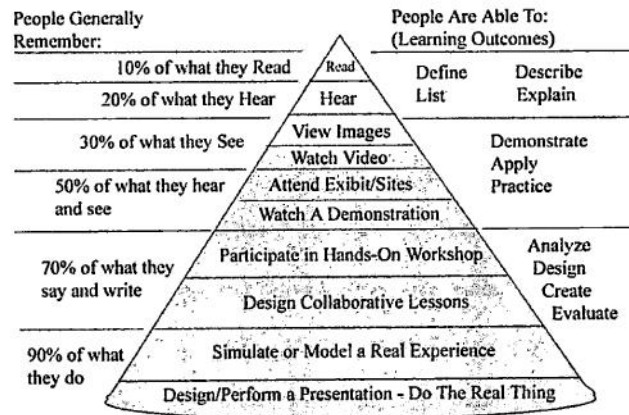 People Generally
Remember:
People Are Able To:
(Learning Outcomes)
10% of what they Read
Read
Define
Describe
20% of what they Hear
Hear
List
Explain
30% of what they See
View Images
Watch Video
Demonstrate
Apply
Practice
50% of what they hear
and see
Attend Exibit/Sites
Watch A Demonstration
70% of what they
say and write
Participate in Hands-On Workshop
Design Collaborative Lessons
Analyze
Design
Create
Evaluate
90% of what
they do
Simulate or Model a Real Experience
Design/Perform a Presentation - Do The Real Thing